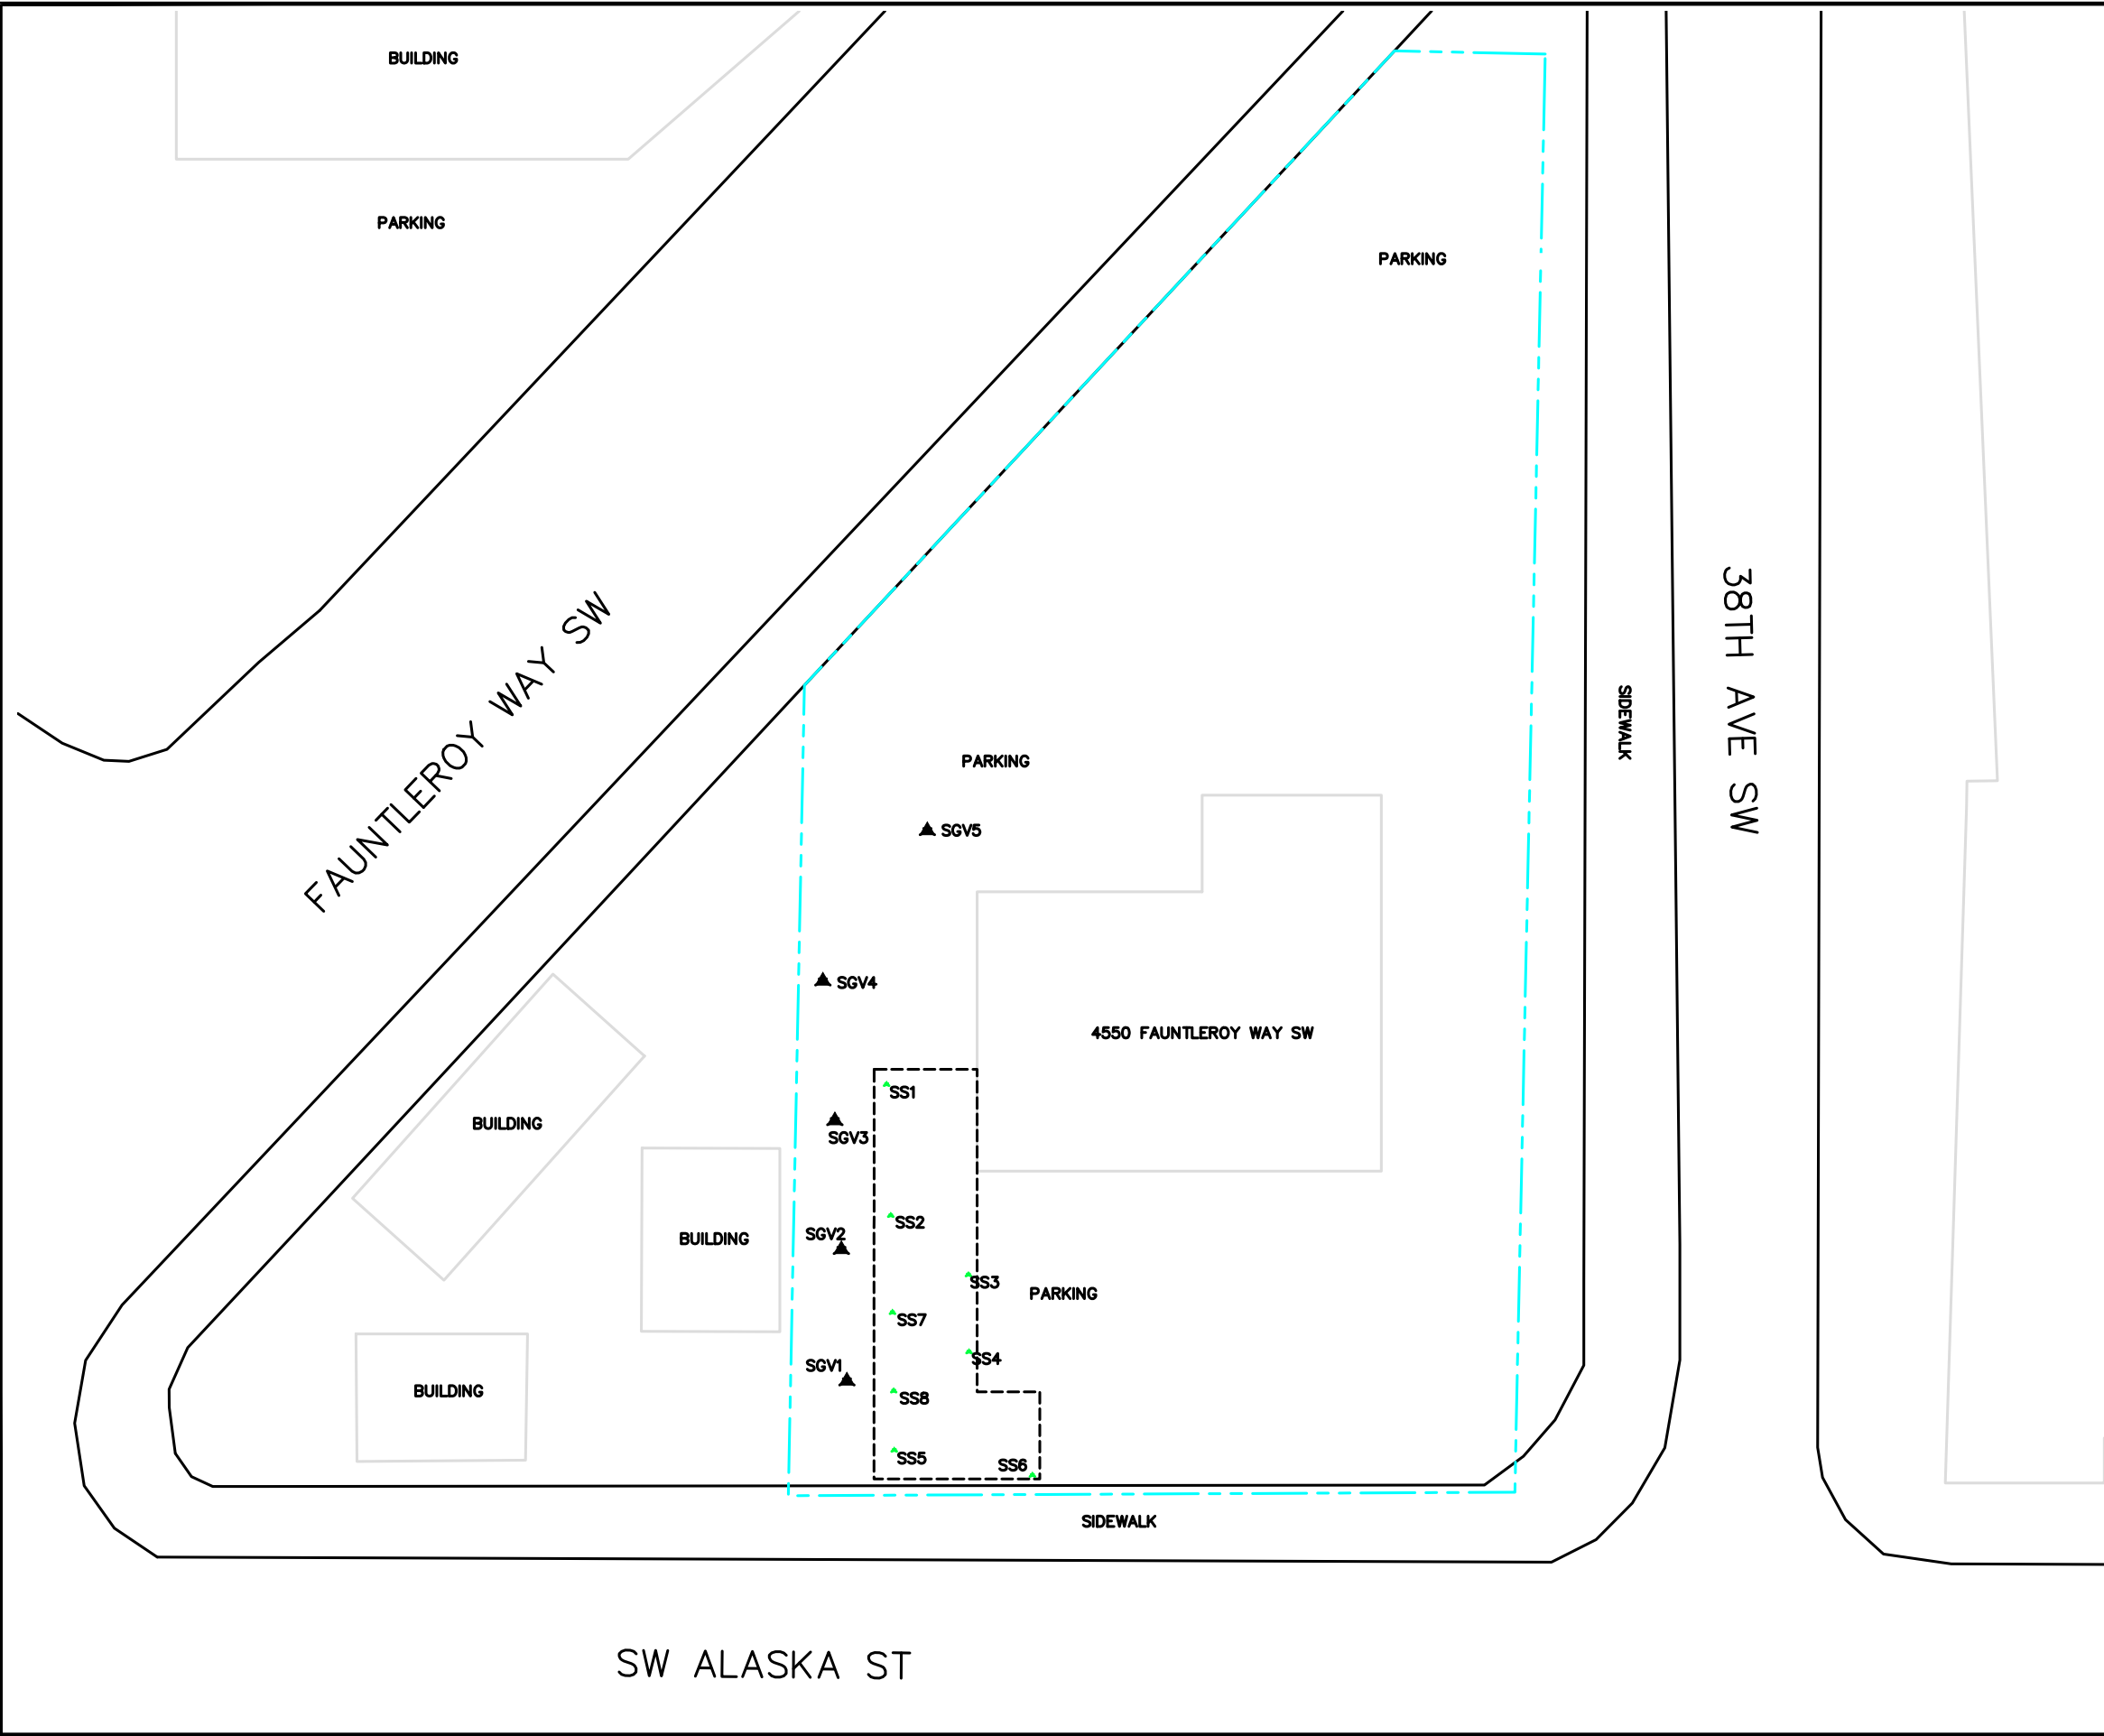 BUILDING
PARKING
PARKING
FAUNTLEROY WAY SW
38TH AVE SW
SIDEWALK
PARKING
SGV5
SGV4
4550 FAUNTLEROY WAY SW
SS1
BUILDING
SGV3
SS2
SGV2
BUILDING
SS3
PARKING
SS7
SS4
SGV1
BUILDING
SS8
SS5
SS6
SIDEWALK
SW ALASKA ST